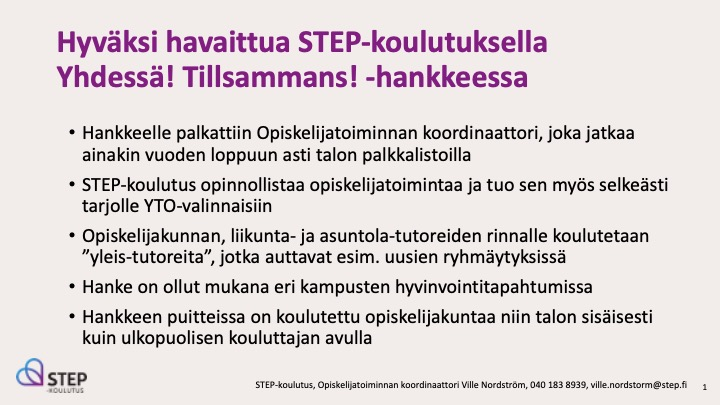 Hyväksi havaittua STEP-koulutuksella
Yhdessä! Tillsammans! -hankkeessa
• Hankkeelle palkattiin Opiskelijatoiminnan koordinaattori, joka jatkaa
ainakin vuoden loppuun asti talon palkkalistoilla
• STEP-koulutus opinnollistaa opiskelijatoimintaa ja tuo sen myös selkeästi
tarjolle YTO-valinnaisiin
• Opiskelijakunnan, liikunta- ja asuntola-tutoreiden rinnalle koulutetaan
”yleis-tutoreita”, jotka auttavat esim. uusien ryhmäytyksissä
• Hanke on ollut mukana eri kampusten hyvinvointitapahtumissa
• Hankkeen puitteissa on koulutettu opiskelijakuntaa niin talon sisäisesti
kuin ulkopuolisen kouluttajan avulla
STEP
-KOULUTUS
STEP-koulutus, Opiskelijatoiminnan koordinaattori Ville Nordström, 040 183 8939, ville.nordstorm@step.fi
1